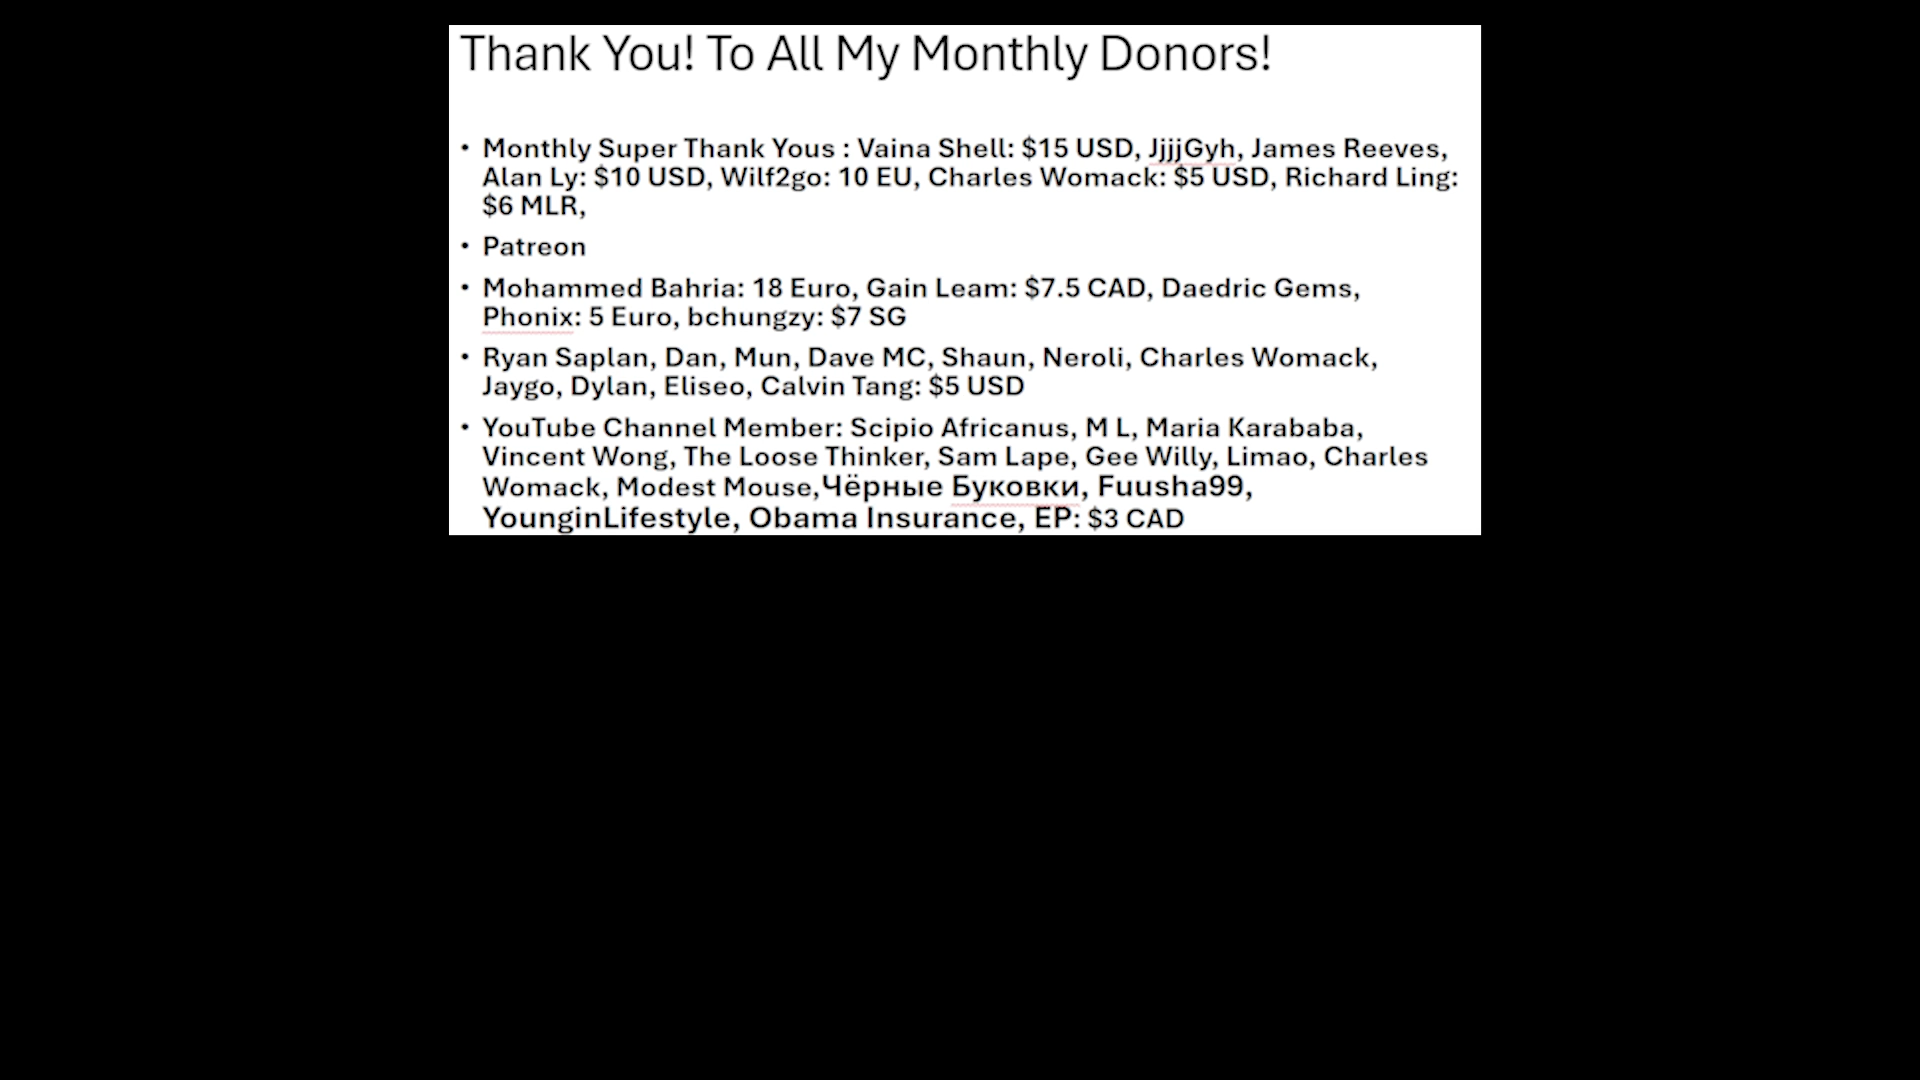 Thank You! To All My Monthly Donors!
• Monthly Super Thank Yous : Vaina Shell: $15 USD, JjjjGyh, James Reeves,
Alan Ly: $10 USD, Wilf2go: 10 EU, Charles Womack: $5 USD, Richard Ling:
$6 MLR,
• Patreon
• Mohammed Bahria: 18 Euro, Gain Leam: $7.5 CAD, Daedric Gems,
Phonix: 5 Euro, bchungzy: $7 SG
• Ryan Saplan, Dan, Mun, Dave MC, Shaun, Neroli, Charles Womack,
Jaygo, Dylan, Eliseo, Calvin Tang: $5 USD
• YouTube Channel Member: Scipio Africanus, M L, Maria Karababa,
Vincent Wong, The Loose Thinker, Sam Lape, Gee Willy, Limao, Charles
Womack, Modest Mouse,Чёрные Буковки, Fuusha99,
YounginLifestyle, Obama Insurance, EP: $3 CAD